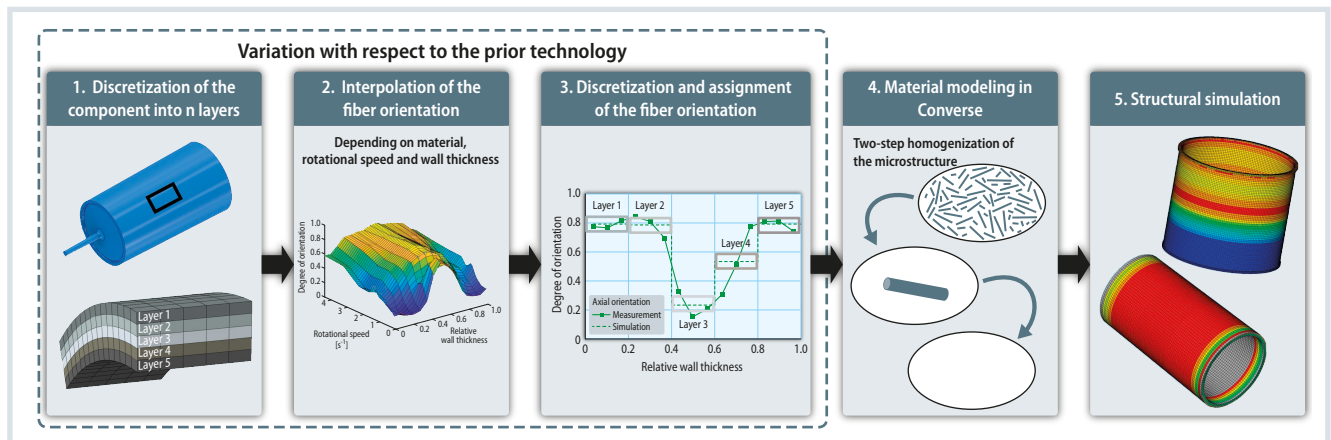 Variation with respect to the prior technology
1. Discretization of the
component into n layers
Layer 1
Layer 2
Layer 3
Layer 4
Layer 5
2. Interpolation of the
fiber orientation
Depending on material,
rotational speed and wall thickness
Degree of orientation
1.0
0.8
0.6
0.4
0.2
0
4
3
2
1
0
Rotational speed
[s⁻¹]
0
0.2
0.4
0.6
0.8
1.0
Relative
wall thickness
3. Discretization and assignment
of the fiber orientation
Degree of orientation
1.0
0.8
0.6
0.4
0.2
0
Layer 1
Layer 2
Layer 5
Layer 4
Layer 3
Axial orientation
Measurement
Simulation
0
0.2
0.4
0.6
0.8
1.0
Relative wall thickness
4. Material modeling in
Converse
Two-step homogenization of
the microstructure
5. Structural simulation